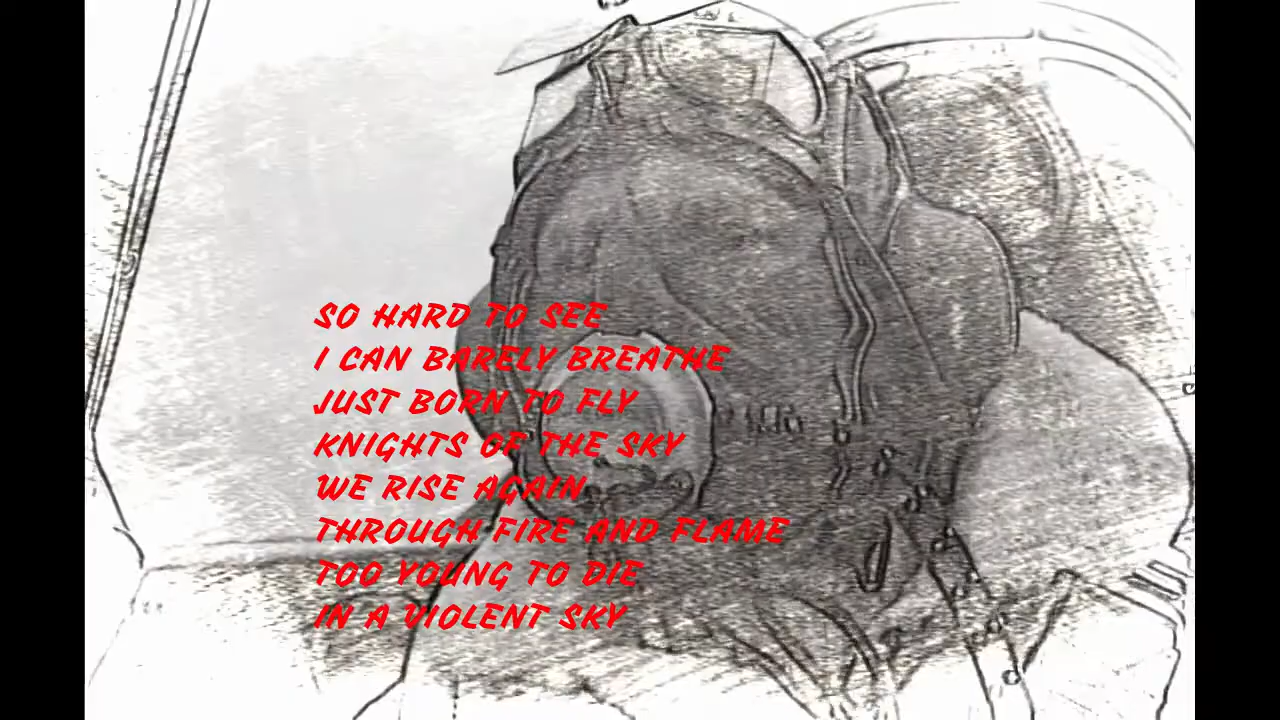 SO HARD TO SEE
I CAN BARELY BREATHE
JUST BORN TO FLY
KNIGHTS OF THE SKY
WE RISE AGAIN
THROUGH FIRE AND FLAME
TOO YOUNG TO DIE
IN A VIOLENT SKY